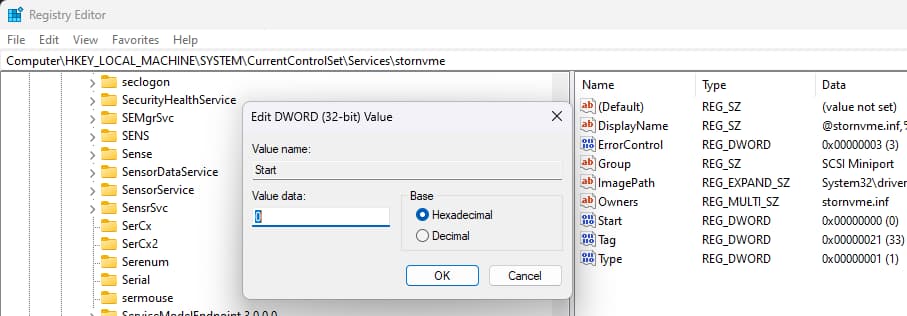 Registry Editor
File Edit View Favorites Help
Computer\HKEY_LOCAL_MACHINE\SYSTEM\CurrentControlSet\Services\stornvme
seclogon
SecurityHealthService
SEMgrSvc
SENS
Sense
SensorDataService
SensorService
SensrSvc
SerCx
SerCx2
Serenum
Serial
sermouse
ServiceModelEndpoint 3.0.0.0
Edit DWORD (32-bit) Value
Value name:
Start
Value data:
0
Base
Hexadecimal
Decimal
OK Cancel
Name Type Data
(Default) REG_SZ (value not set)
DisplayName REG_SZ @stornvme.inf,%
ErrorControl REG_DWORD 0x00000003 (3)
Group REG_SZ SCSI Miniport
ImagePath REG_EXPAND_SZ System32\driver
Owners REG_MULTI_SZ stornvme.inf
Start REG_DWORD 0x00000000 (0)
Tag REG_DWORD 0x00000021 (33)
Type REG_DWORD 0x00000001 (1)